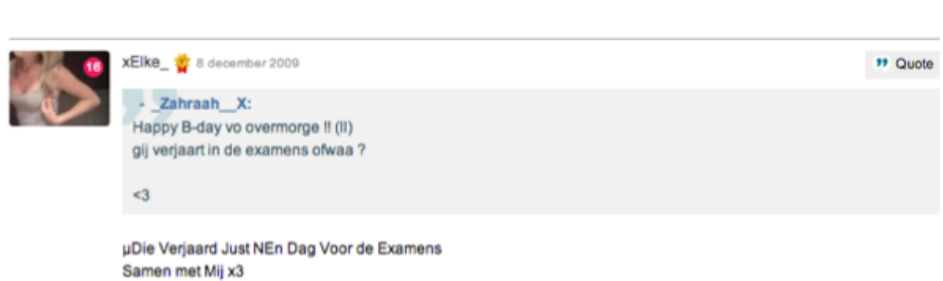 16
xElke_ 8 december 2009
Quote
- _Zahraah__X:
Happy B-day vo overmorge !! (ll)
gij verjaart in de examens ofwaa ?
<3
µDie Verjaard Just NEn Dag Voor de Examens
Samen met Mij x3